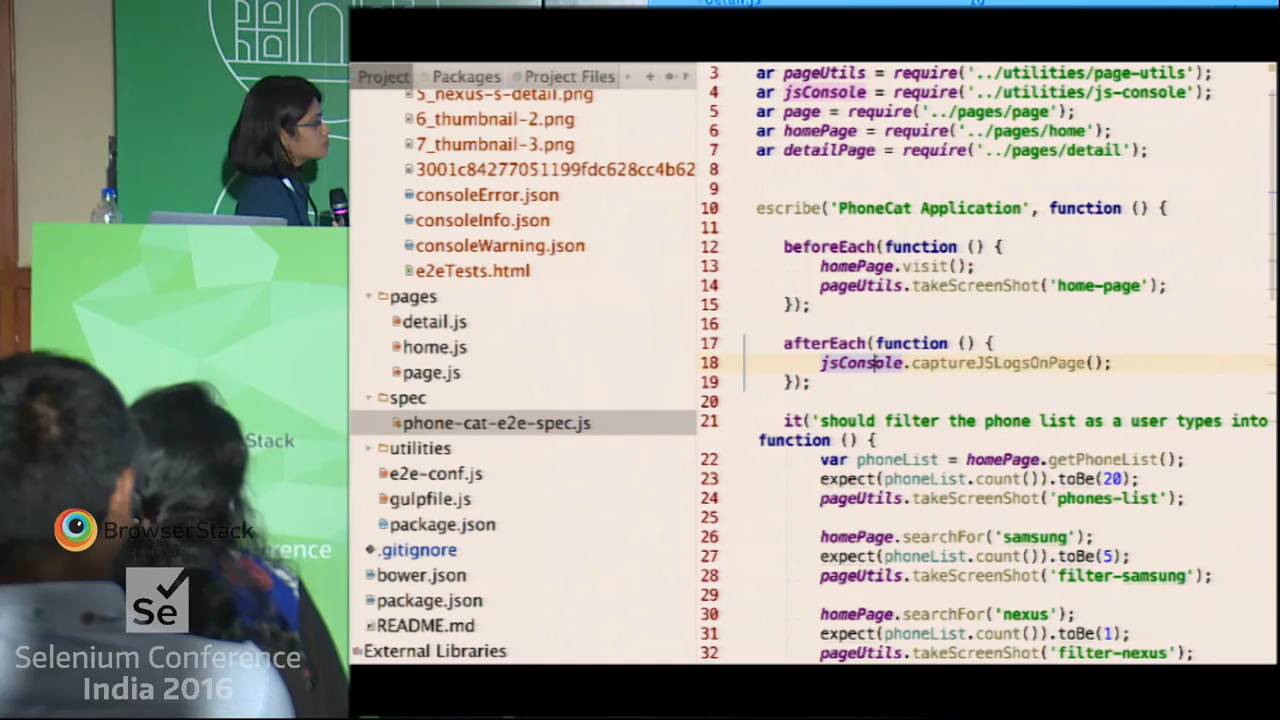 Project Packages Project Files
5_nexus-s-detail.png
6_thumbnail-2.png
7_thumbnail-3.png
3001c84277051199fdc628cc4b62
consoleError.json
consoleInfo.json
consoleWarning.json
e2eTests.html
pages
detail.js
home.js
page.js
spec
phone-cat-e2e-spec.js
utilities
e2e-conf.js
gulpfile.js
package.json
.gitignore
bower.json
package.json
README.md
External Libraries
3 ar pageUtils = require('../utilities/page-utils');
4 ar jsConsole = require('../utilities/js-console');
5 ar page = require('../pages/page');
6 ar homePage = require('../pages/home');
7 ar detailPage = require('../pages/detail');
8
9
10 escribe('PhoneCat Application', function () {
11
12 beforeEach(function () {
13 homePage.visit();
14 pageUtils.takeScreenShot('home-page');
15 });
16
17 afterEach(function () {
18 jsConsole.captureJSLogsOnPage();
19 });
20
21 it('should filter the phone list as a user types into
function () {
22 var phoneList = homePage.getPhoneList();
23 expect(phoneList.count()).toBe(20);
24 pageUtils.takeScreenShot('phones-list');
25
26 homePage.searchFor('samsung');
27 expect(phoneList.count()).toBe(5);
28 pageUtils.takeScreenShot('filter-samsung');
29
30 homePage.searchFor('nexus');
31 expect(phoneList.count()).toBe(1);
32 pageUtils.takeScreenShot('filter-nexus');
Stack
BrowserStack
Se
Selenium Conference
India 2016